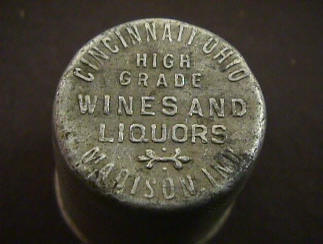 CINCINNATI OHIO
HIGH
GRADE
WINES AND
LIQUORS
MADISON, IND.